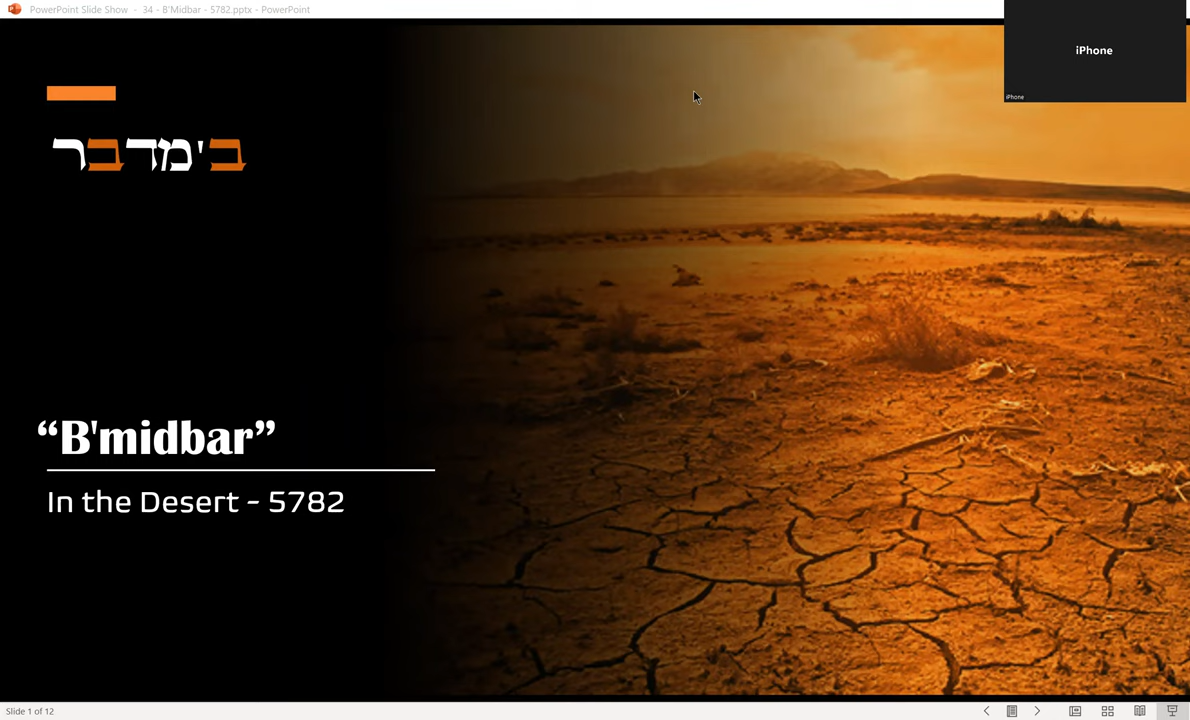 PowerPoint Slide Show - 34 - B'Midbar - 5782.pptx - PowerPoint
iPhone
iPhone
ב'מדבר
“B'midbar”
In the Desert - 5782
Slide 1 of 12